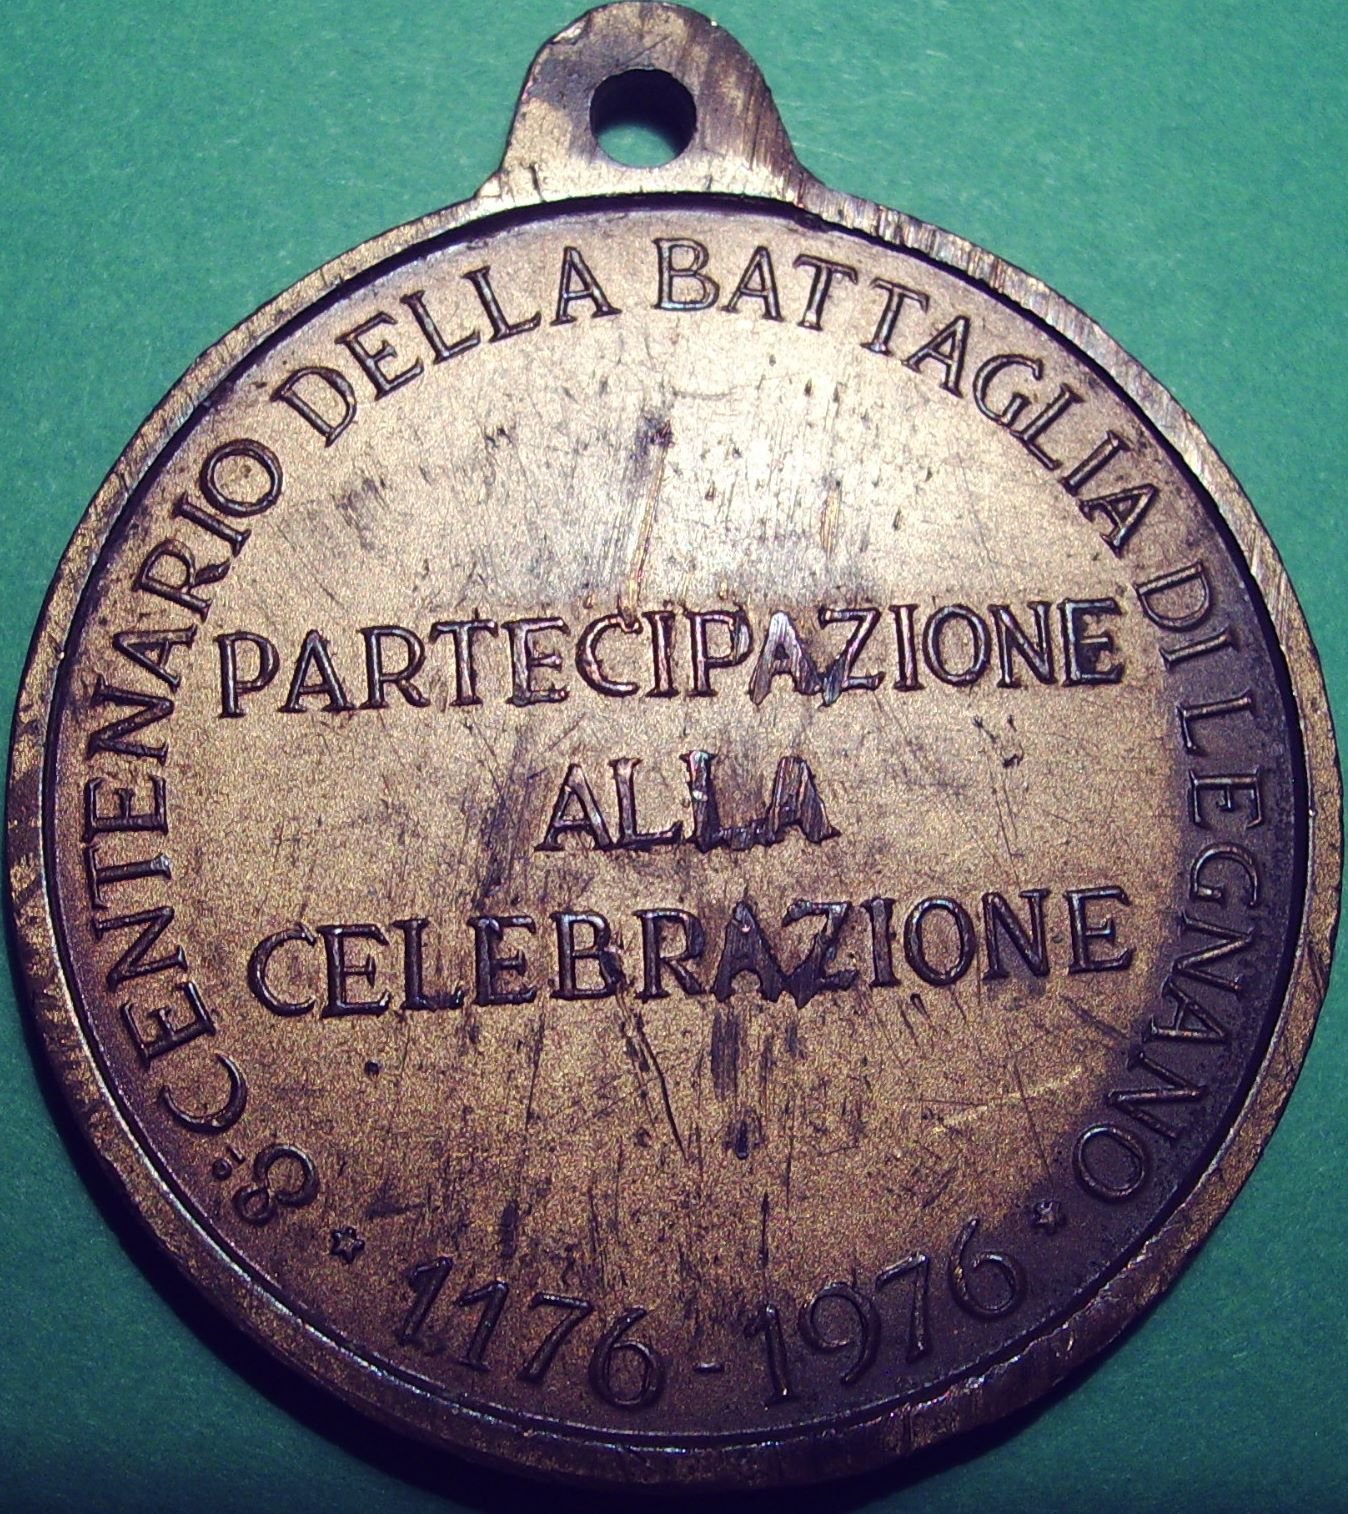 8° CENTENARIO DELLA BATTAGLIA DI LEGNANO
PARTECIPAZIONE
ALLA
CELEBRAZIONE
* 1176 - 1976 *